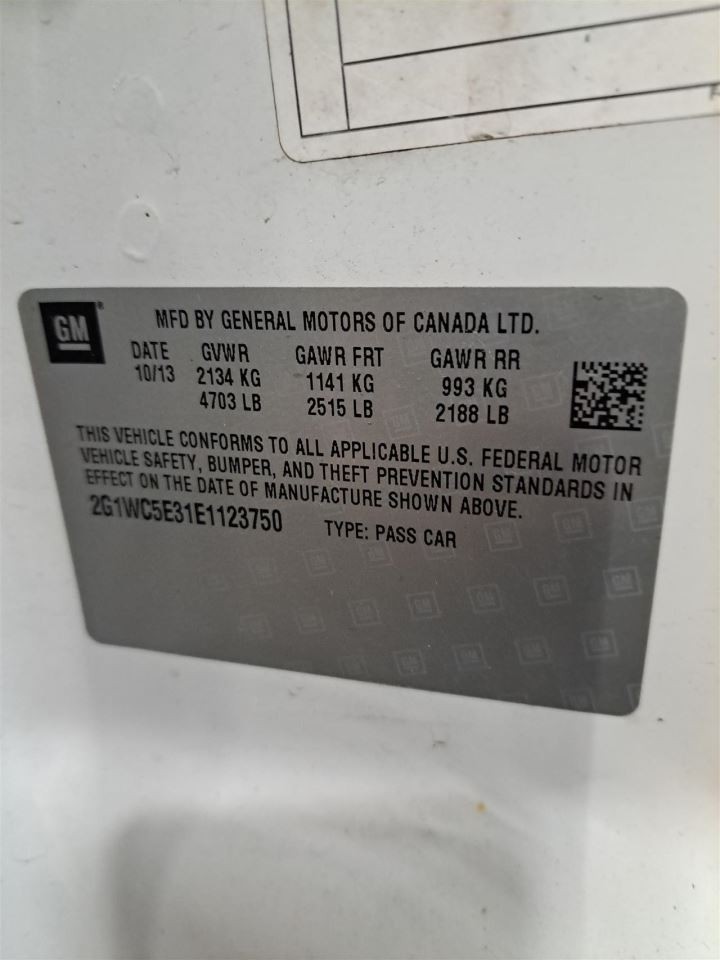 GM®
MFD BY GENERAL MOTORS OF CANADA LTD.
DATE GVWR GAWR FRT GAWR RR
10/13 2134 KG 1141 KG 993 KG
4703 LB 2515 LB 2188 LB
THIS VEHICLE CONFORMS TO ALL APPLICABLE U.S. FEDERAL MOTOR
VEHICLE SAFETY, BUMPER, AND THEFT PREVENTION STANDARDS IN
EFFECT ON THE DATE OF MANUFACTURE SHOWN ABOVE.
2G1WC5E31E1123750 TYPE: PASS CAR